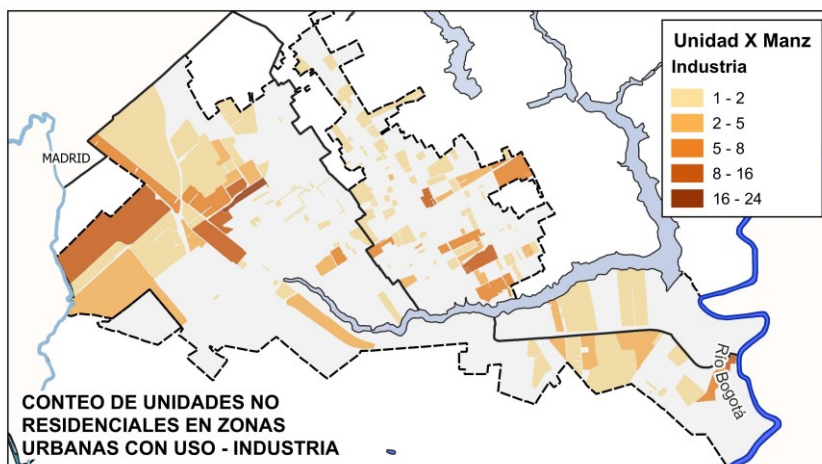 Unidad X Manz
Industria
1 - 2
2 - 5
5 - 8
8 - 16
16 - 24
MADRID
Río Bogotá
CONTEO DE UNIDADES NO
RESIDENCIALES EN ZONAS
URBANAS CON USO - INDUSTRIA